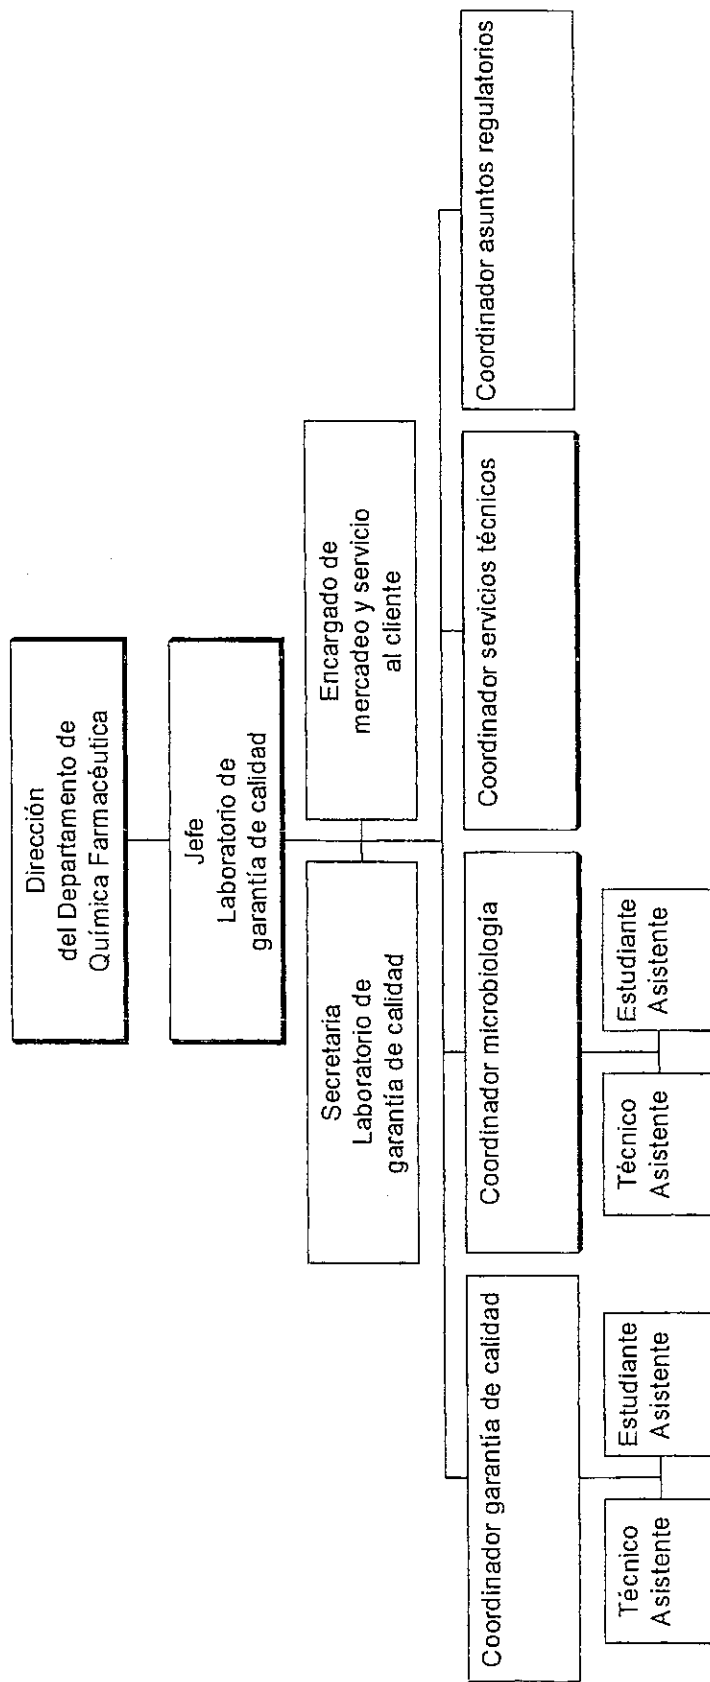 Dirección
del Departamento de
Química Farmacéutica
Jefe
Laboratorio de
garantía de calidad
Secretaria
Laboratorio de
garantía de calidad
Encargado de
mercadeo y servicio
al cliente
Coordinador garantía de calidad
Coordinador microbiología
Coordinador servicios técnicos
Coordinador asuntos regulatorios
Técnico
Asistente
Estudiante
Asistente
Técnico
Asistente
Estudiante
Asistente